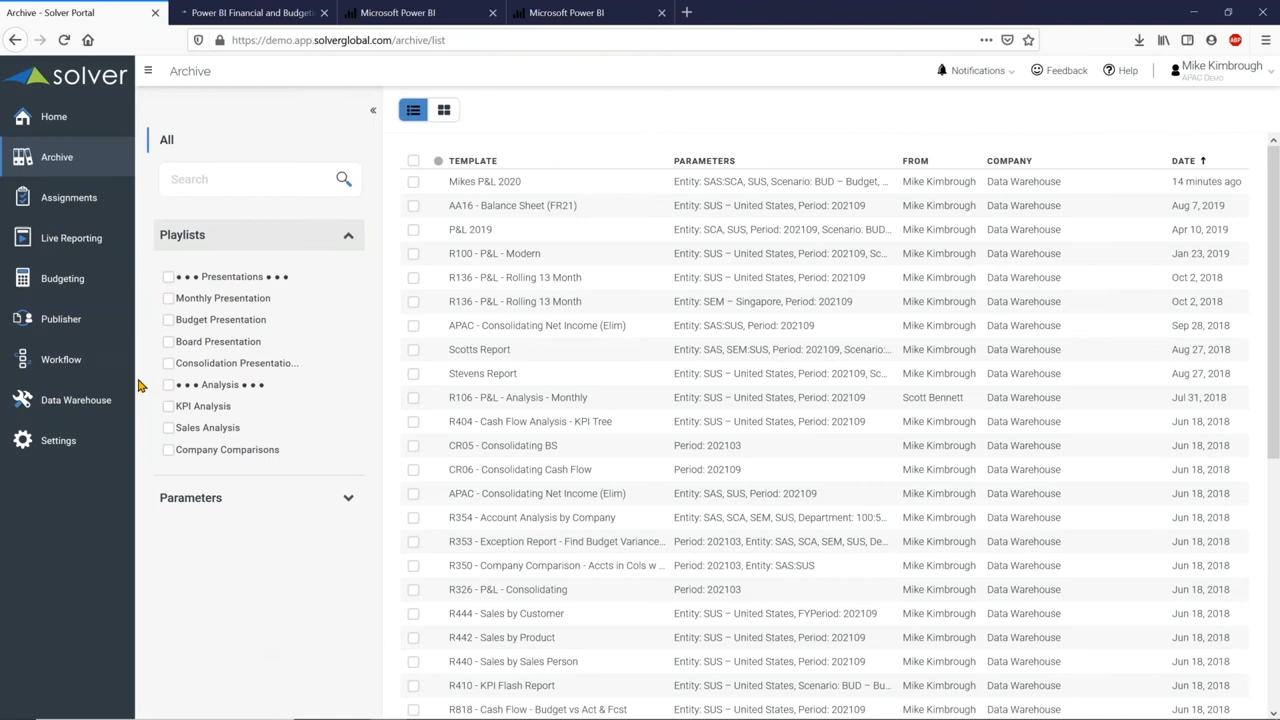 Archive - Solver Portal
Power BI Financial and Budgeti
Microsoft Power BI
Microsoft Power BI
https://demo.app.solverglobal.com/archive/list
ABP
solver
Archive
Notifications
Feedback
Help
Mike Kimbrough
APAC Demo
Home
Archive
Assignments
Live Reporting
Budgeting
Publisher
Workflow
Data Warehouse
Settings
All
Search
Playlists
• • • Presentations • • •
Monthly Presentation
Budget Presentation
Board Presentation
Consolidation Presentatio...
• • • Analysis • • •
KPI Analysis
Sales Analysis
Company Comparisons
Parameters
TEMPLATE PARAMETERS FROM COMPANY DATE
Mikes P&L 2020 Entity: SAS:SCA, SUS, Scenario: BUD – Budget, ... Mike Kimbrough Data Warehouse 14 minutes ago
AA16 - Balance Sheet (FR21) Entity: SUS – United States, Period: 202109 Mike Kimbrough Data Warehouse Aug 7, 2019
P&L 2019 Entity: SCA, SUS, Period: 202109, Scenario: BUD... Mike Kimbrough Data Warehouse Apr 10, 2019
R100 - P&L - Modern Entity: SUS – United States, Period: 202109, Sc... Mike Kimbrough Data Warehouse Jan 23, 2019
R136 - P&L - Rolling 13 Month Entity: SUS – United States, Period: 202109 Mike Kimbrough Data Warehouse Oct 2, 2018
R136 - P&L - Rolling 13 Month Entity: SEM – Singapore, Period: 202109 Mike Kimbrough Data Warehouse Oct 2, 2018
APAC - Consolidating Net Income (Elim) Entity: SAS:SUS, Period: 202109 Mike Kimbrough Data Warehouse Sep 28, 2018
Scotts Report Entity: SAS, SEM:SUS, Period: 202109, Scenario:... Mike Kimbrough Data Warehouse Aug 27, 2018
Stevens Report Entity: SUS – United States, Period: 202109 Mike Kimbrough Data Warehouse Aug 27, 2018
R106 - P&L - Analysis - Monthly Entity: SUS – United States, Period: 202109 Scott Bennett Data Warehouse Jul 31, 2018
R404 - Cash Flow Analysis - KPI Tree Entity: SUS – United States, Period: 202109 Mike Kimbrough Data Warehouse Jun 18, 2018
CR05 - Consolidating BS Period: 202103 Mike Kimbrough Data Warehouse Jun 18, 2018
CR06 - Consolidating Cash Flow Period: 202109 Mike Kimbrough Data Warehouse Jun 18, 2018
APAC - Consolidating Net Income (Elim) Entity: SAS, SUS, Period: 202109 Mike Kimbrough Data Warehouse Jun 18, 2018
R354 - Account Analysis by Company Entity: SAS, SCA, SEM, SUS, Department: 100:5... Mike Kimbrough Data Warehouse Jun 18, 2018
R353 - Exception Report - Find Budget Variance... Period: 202103, Entity: SAS, SCA, SEM, SUS, De... Mike Kimbrough Data Warehouse Jun 18, 2018
R350 - Company Comparison - Accts in Cols w ... Period: 202103, Entity: SAS:SUS Mike Kimbrough Data Warehouse Jun 18, 2018
R326 - P&L - Consolidating Period: 202103 Mike Kimbrough Data Warehouse Jun 18, 2018
R444 - Sales by Customer Entity: SUS – United States, FYPeriod: 202109 Mike Kimbrough Data Warehouse Jun 18, 2018
R442 - Sales by Product Entity: SUS – United States, Period: 202109 Mike Kimbrough Data Warehouse Jun 18, 2018
R440 - Sales by Sales Person Entity: SUS – United States, Period: 202109 Mike Kimbrough Data Warehouse Jun 18, 2018
R410 - KPI Flash Report Entity: SUS – United States, Scenario: BUD – Bu... Mike Kimbrough Data Warehouse Jun 18, 2018
R818 - Cash Flow - Budget vs Act & Fcst Entity: SUS – United States, Period: 202109 Mike Kimbrough Data Warehouse Jun 18, 2018